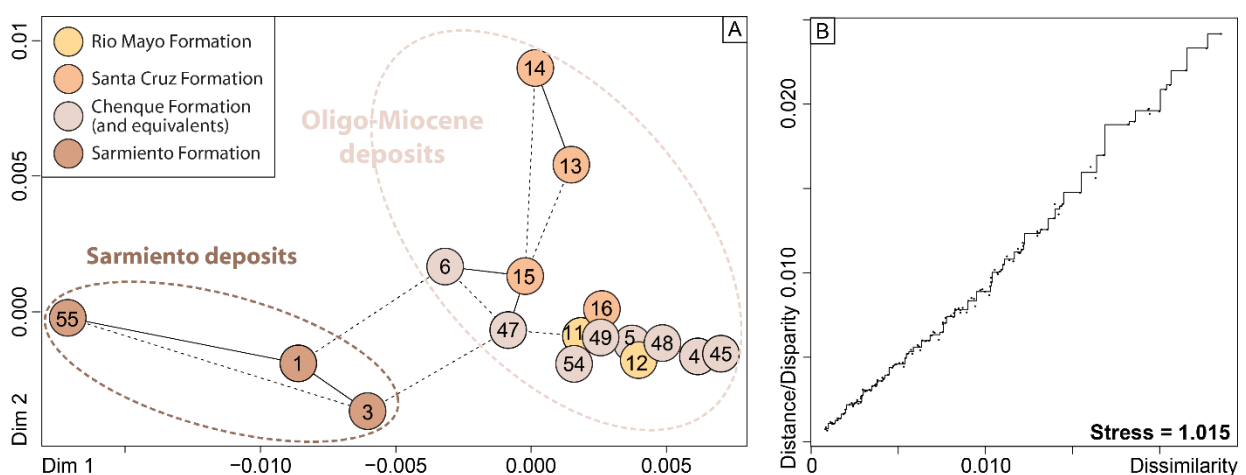 A
0.01
0.005
0.000
Dim 2
Rio Mayo Formation
Santa Cruz Formation
Chenque Formation
(and equivalents)
Sarmiento Formation
Oligo-Miocene
deposits
Sarmiento deposits
14
13
6
15
16
47
11
49
5
48
54
12
4
45
55
1
3
Dim 1
−0.010
−0.005
0.000
0.005
B
Distance/Disparity
0.010
0.020
Stress = 1.015
0
0.010
Dissimilarity